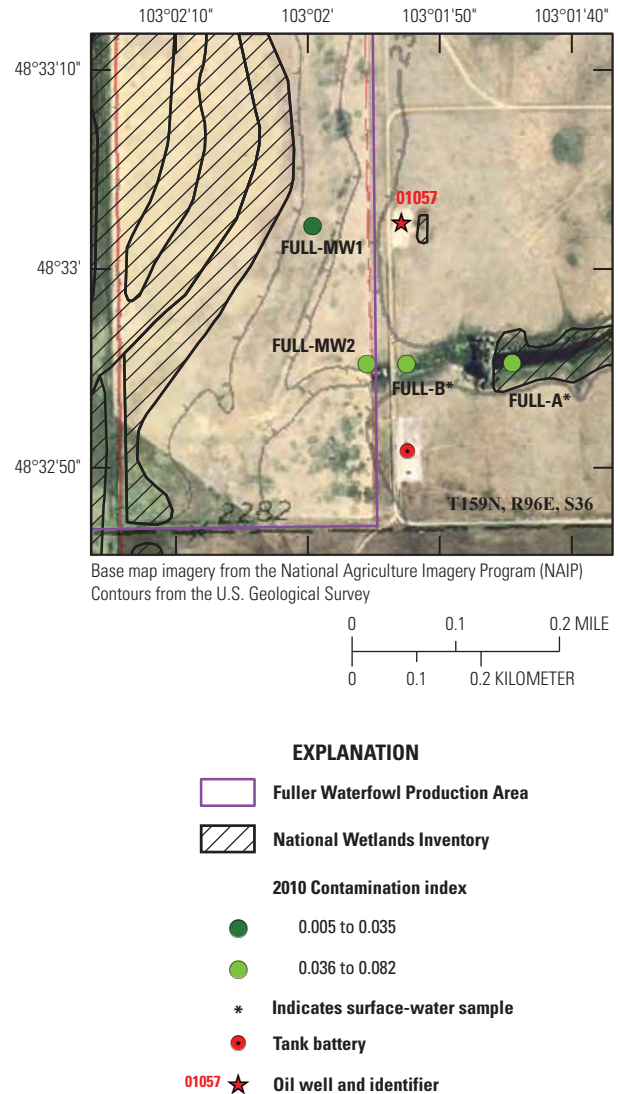 103°02'10" 103°02' 103°01'50" 103°01'40"
48°33'10"
01057
FULL-MW1
48°33'
FULL-MW2
FULL-B*
FULL-A*
48°32'50"
T159N, R96E, S36
2282
Base map imagery from the National Agriculture Imagery Program (NAIP)
Contours from the U.S. Geological Survey
0 0.1 0.2 MILE
0 0.1 0.2 KILOMETER
EXPLANATION
Fuller Waterfowl Production Area
National Wetlands Inventory
2010 Contamination index
0.005 to 0.035
0.036 to 0.082
* Indicates surface-water sample
Tank battery
01057 Oil well and identifier